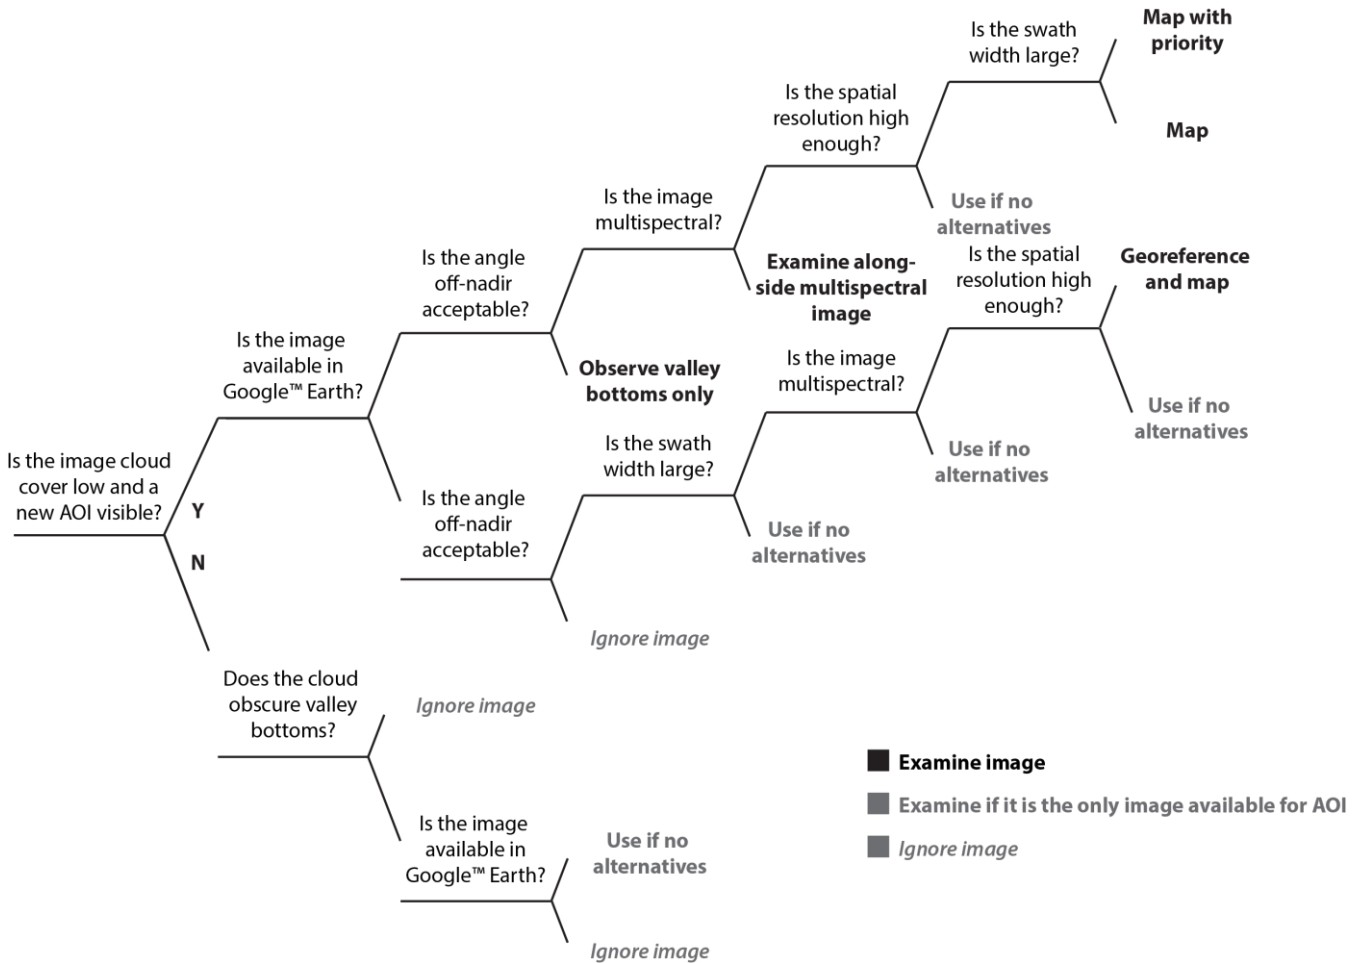 Map with
priority
Is the swath
width large?
Map
Is the spatial
resolution high
enough?
Use if no
alternatives
Is the image
multispectral?
Examine along-
side multispectral
image
Is the angle
off-nadir
acceptable?
Observe valley
bottoms only
Is the image
available in
Google™ Earth?
Is the spatial
resolution high
enough?
Georeference
and map
Use if no
alternatives
Is the image
multispectral?
Use if no
alternatives
Is the swath
width large?
Use if no
alternatives
Is the angle
off-nadir
acceptable?
Ignore image
Is the image cloud
cover low and a
new AOI visible?
Y
N
Does the cloud
obscure valley
bottoms?
Ignore image
Is the image
available in
Google™ Earth?
Use if no
alternatives
Ignore image
Examine image
Examine if it is the only image available for AOI
Ignore image